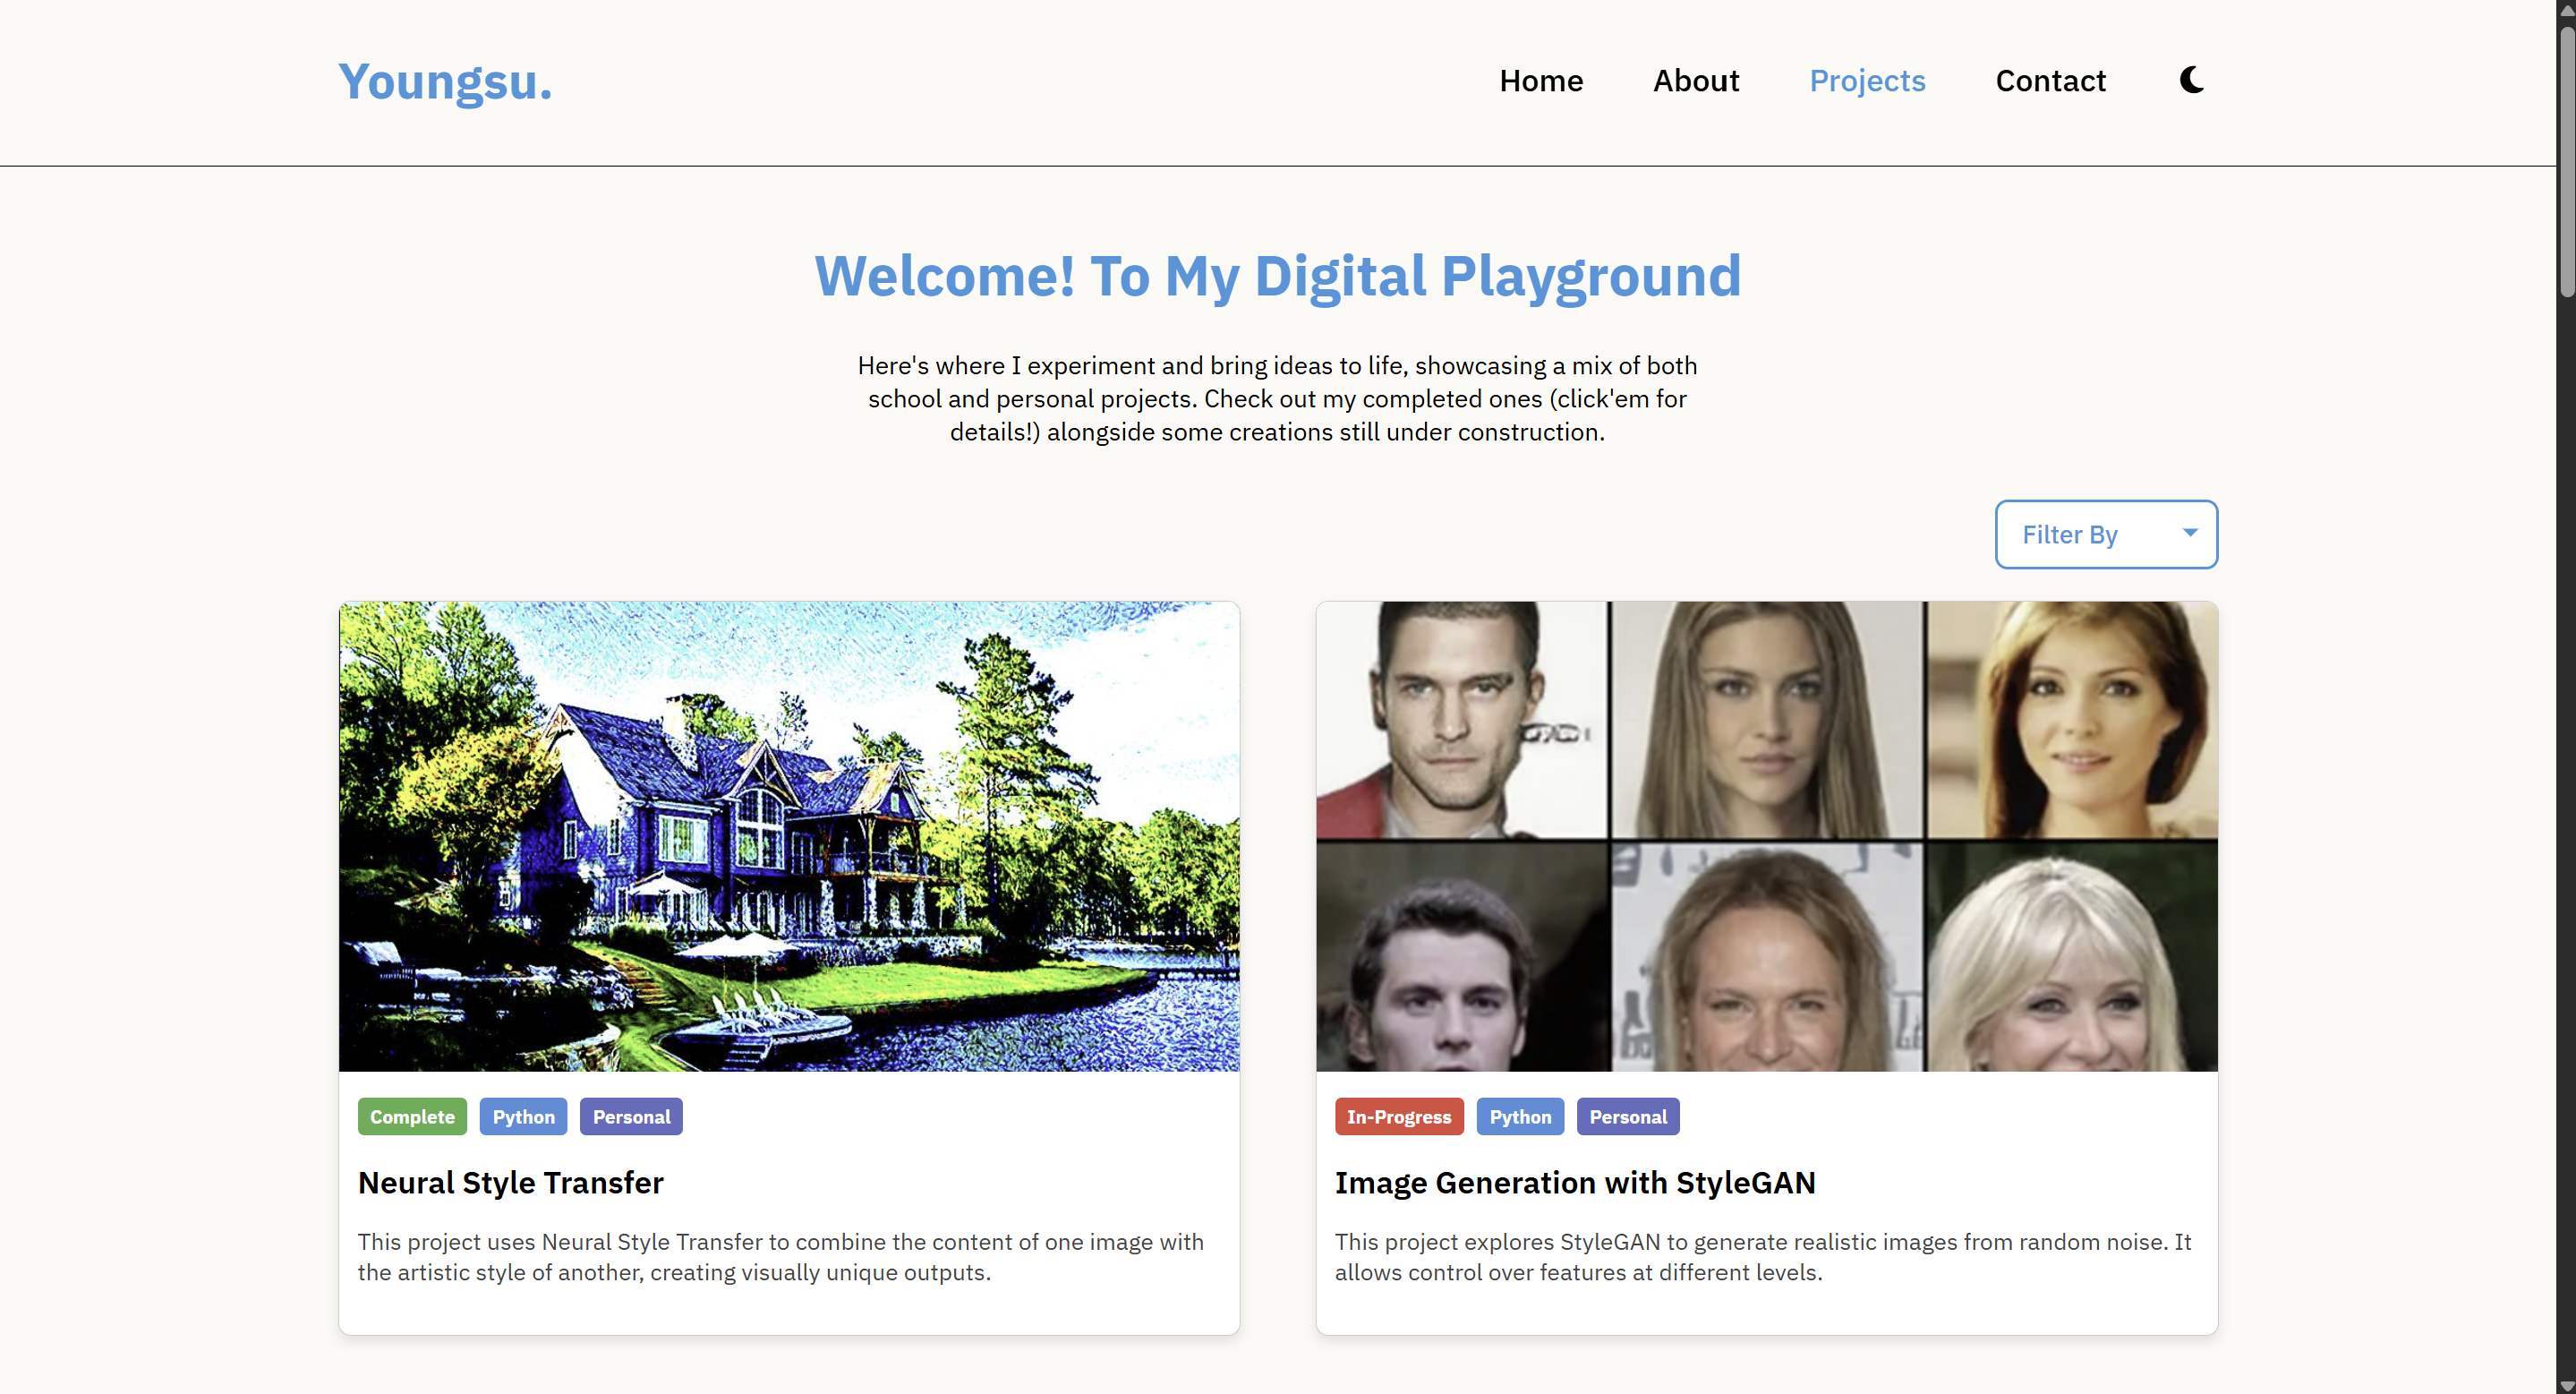 Youngsu.
Home
About
Projects
Contact
Welcome! To My Digital Playground
Here's where I experiment and bring ideas to life, showcasing a mix of both
school and personal projects. Check out my completed ones (click'em for
details!) alongside some creations still under construction.
Filter By
Complete
Python
Personal
Neural Style Transfer
This project uses Neural Style Transfer to combine the content of one image with
the artistic style of another, creating visually unique outputs.
In-Progress
Python
Personal
Image Generation with StyleGAN
This project explores StyleGAN to generate realistic images from random noise. It
allows control over features at different levels.